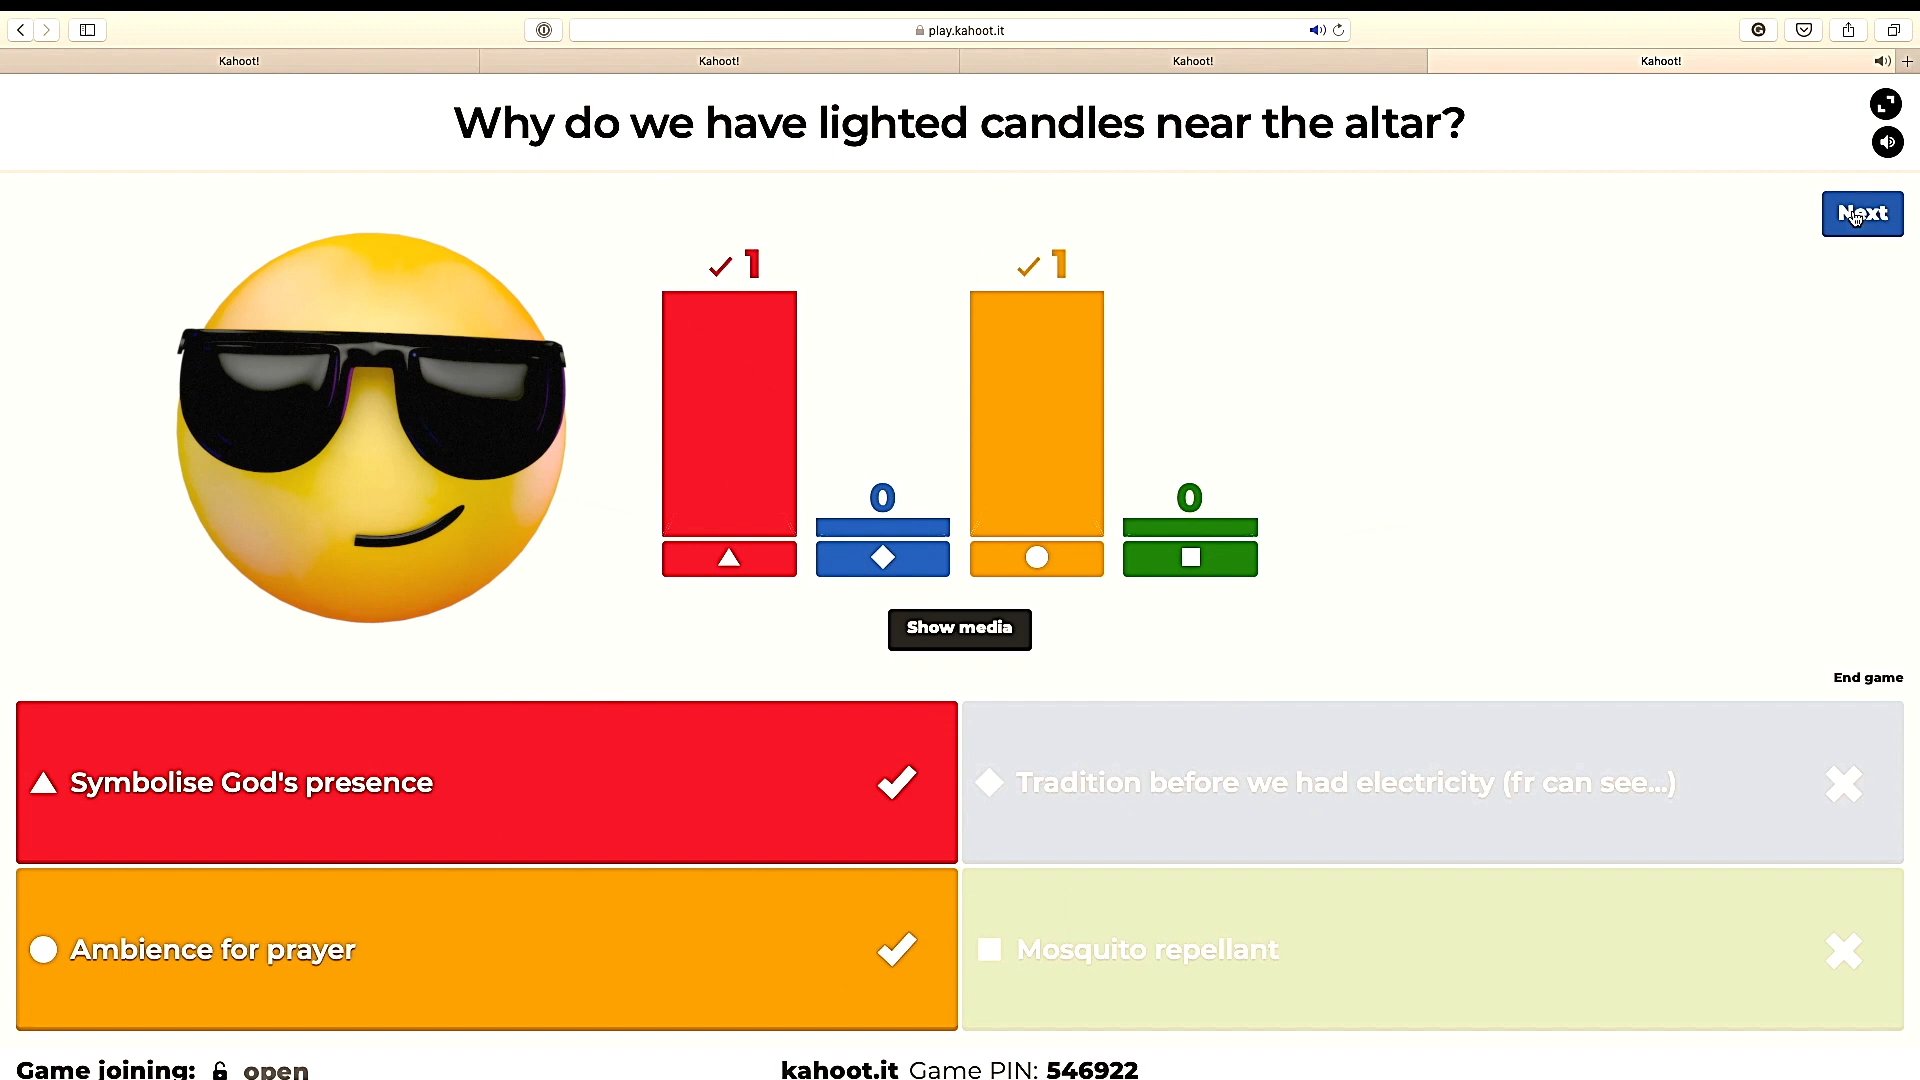 play.kahoot.it
Kahoot!
Kahoot!
Kahoot!
Kahoot!
Why do we have lighted candles near the altar?
Next
1
1
0
0
Show media
End game
Symbolise God's presence
Tradition before we had electricity (fr can see...)
Ambience for prayer
Mosquito repellant
Game joining: open
kahoot.it Game PIN: 546922